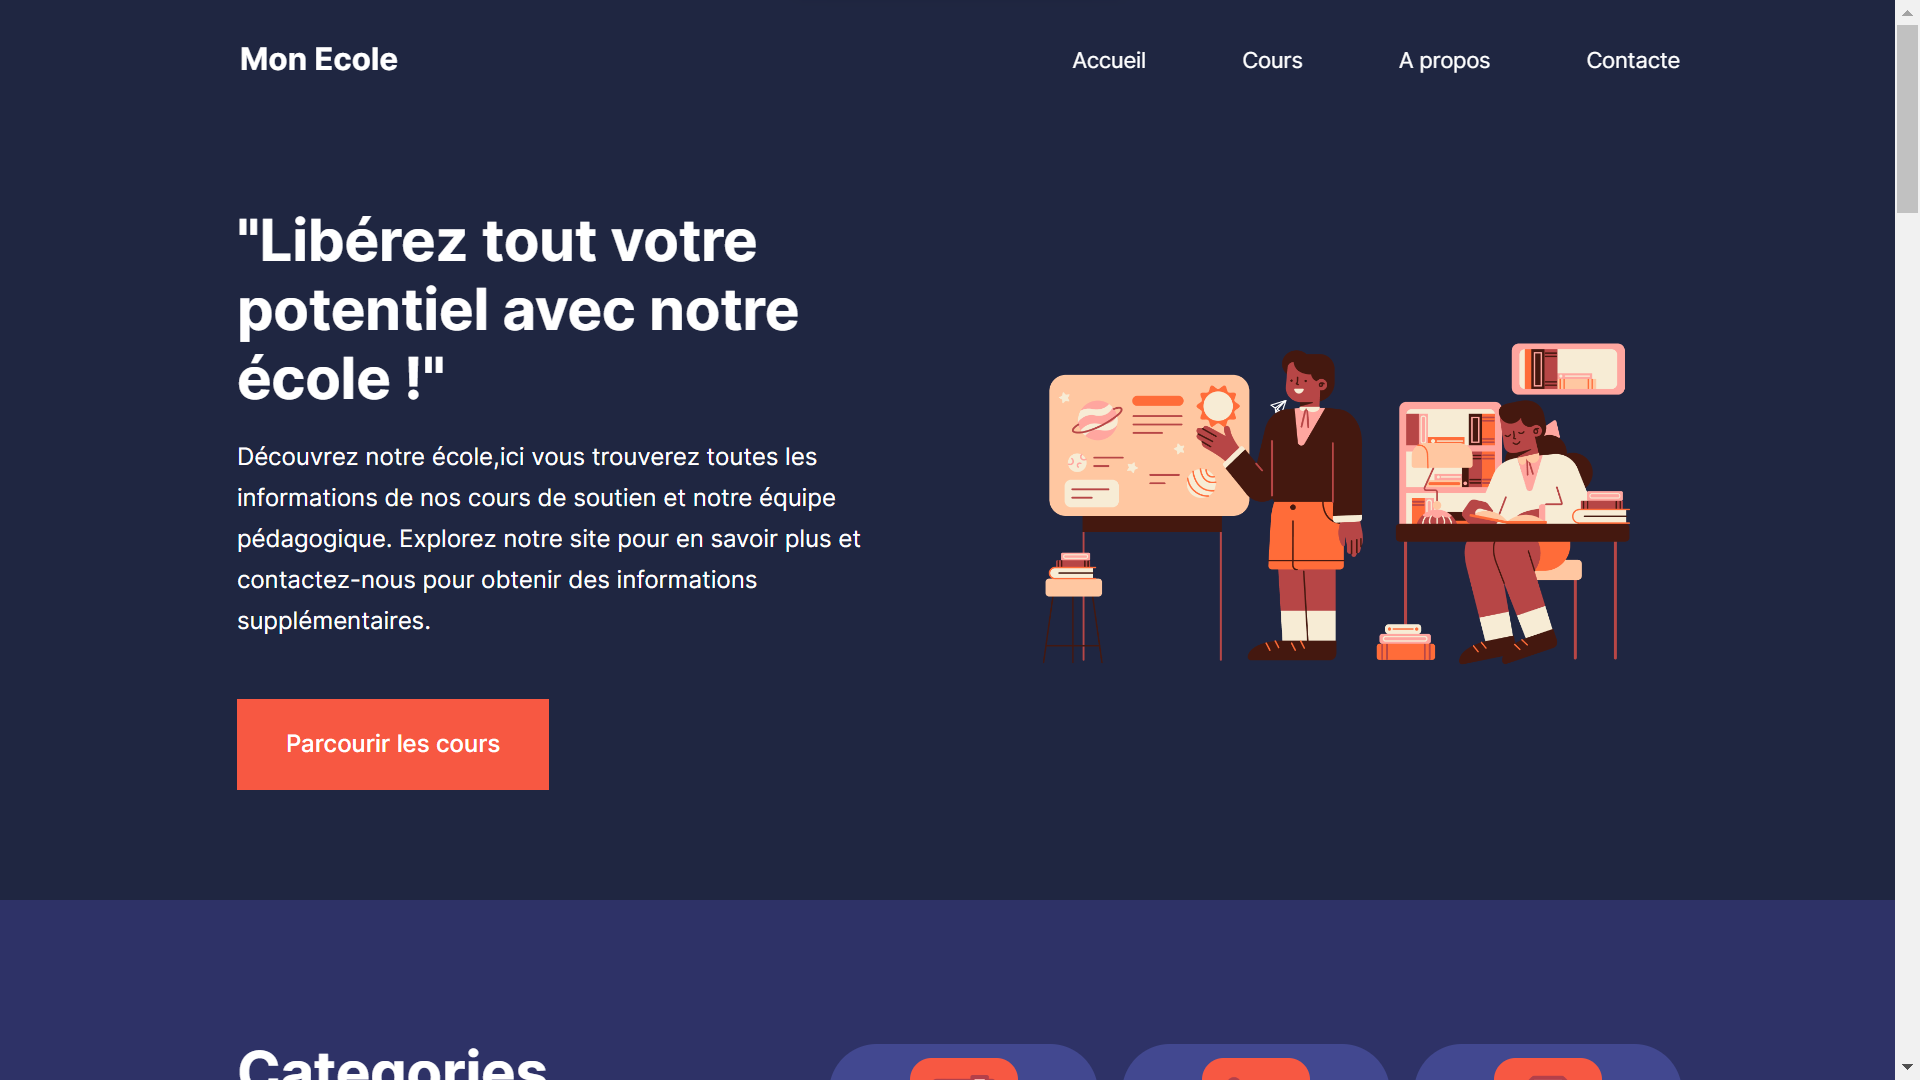 Mon Ecole
Accueil
Cours
A propos
Contacte
"Libérez tout votre
potentiel avec notre
école !"
Découvrez notre école,ici vous trouverez toutes les
informations de nos cours de soutien et notre équipe
pédagogique. Explorez notre site pour en savoir plus et
contactez-nous pour obtenir des informations
supplémentaires.
Parcourir les cours
Categories